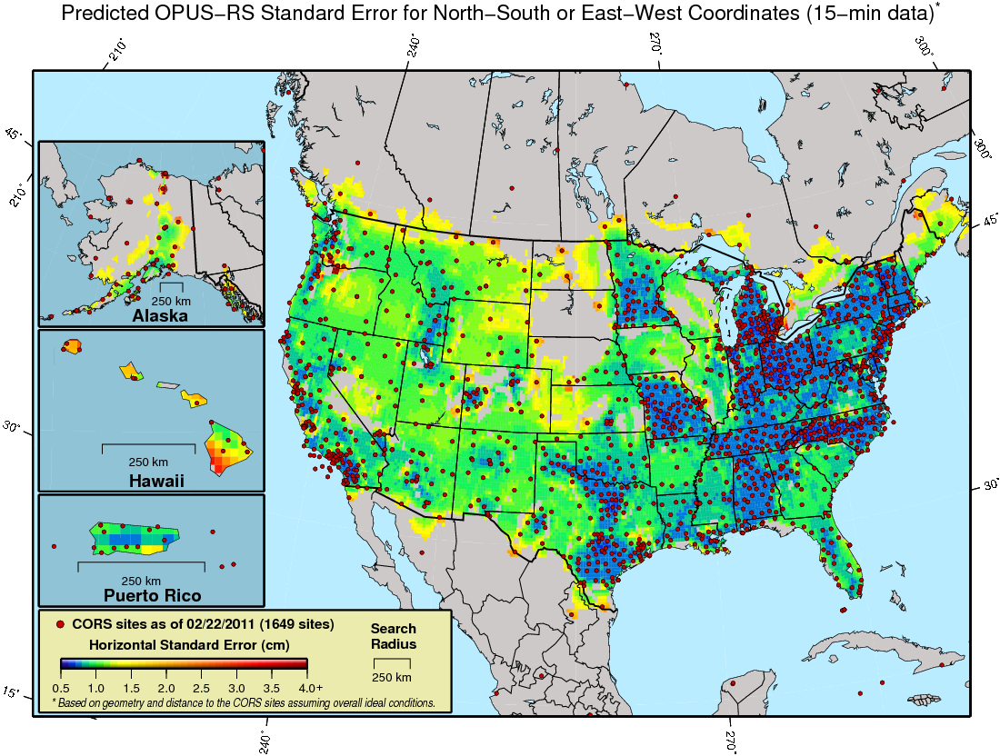 Predicted OPUS−RS Standard Error for North−South or East−West Coordinates (15−min data)*
210°
240°
270°
300°
45°
300°
210°
45°
250 km
Alaska
250 km
Hawaii
30°
30°
250 km
Puerto Rico
CORS sites as of 02/22/2011 (1649 sites)
Horizontal Standard Error (cm)
0.5 1.0 1.5 2.0 2.5 3.0 3.5 4.0+
* Based on geometry and distance to the CORS sites assuming overall ideal conditions.
Search
Radius
250 km
15°
240°
270°